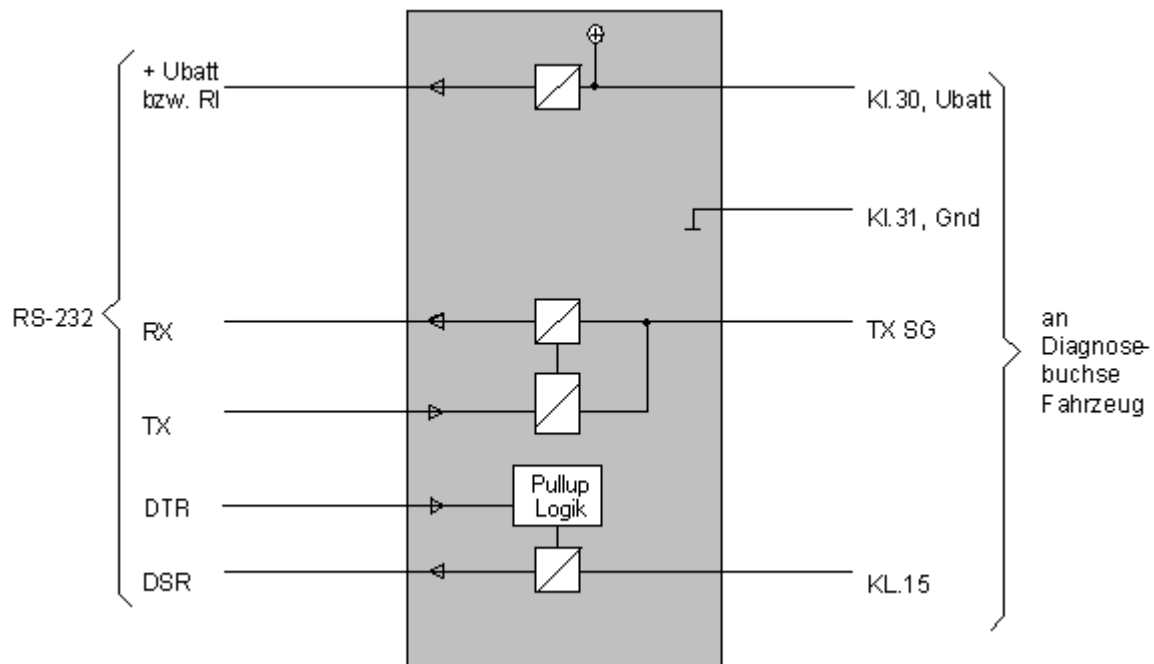 + Ubatt
bzw. RI
Kl.30, Ubatt
Kl.31, Gnd
RS-232
RX
TX SG
an
Diagnose-
buchse
Fahrzeug
TX
Pullup
Logik
DTR
DSR
KL.15